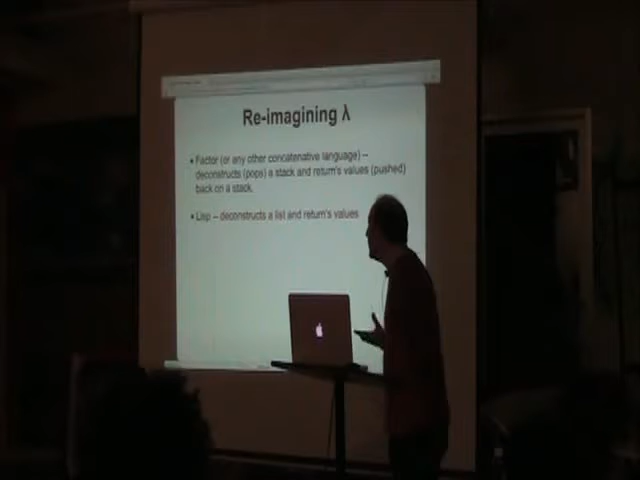 Re-imagining λ
• Factor (or any other concatenative language) --
deconstructs (pops) a stack and return's values (pushed)
back on a stack.
• Lisp -- deconstructs a list and return's values